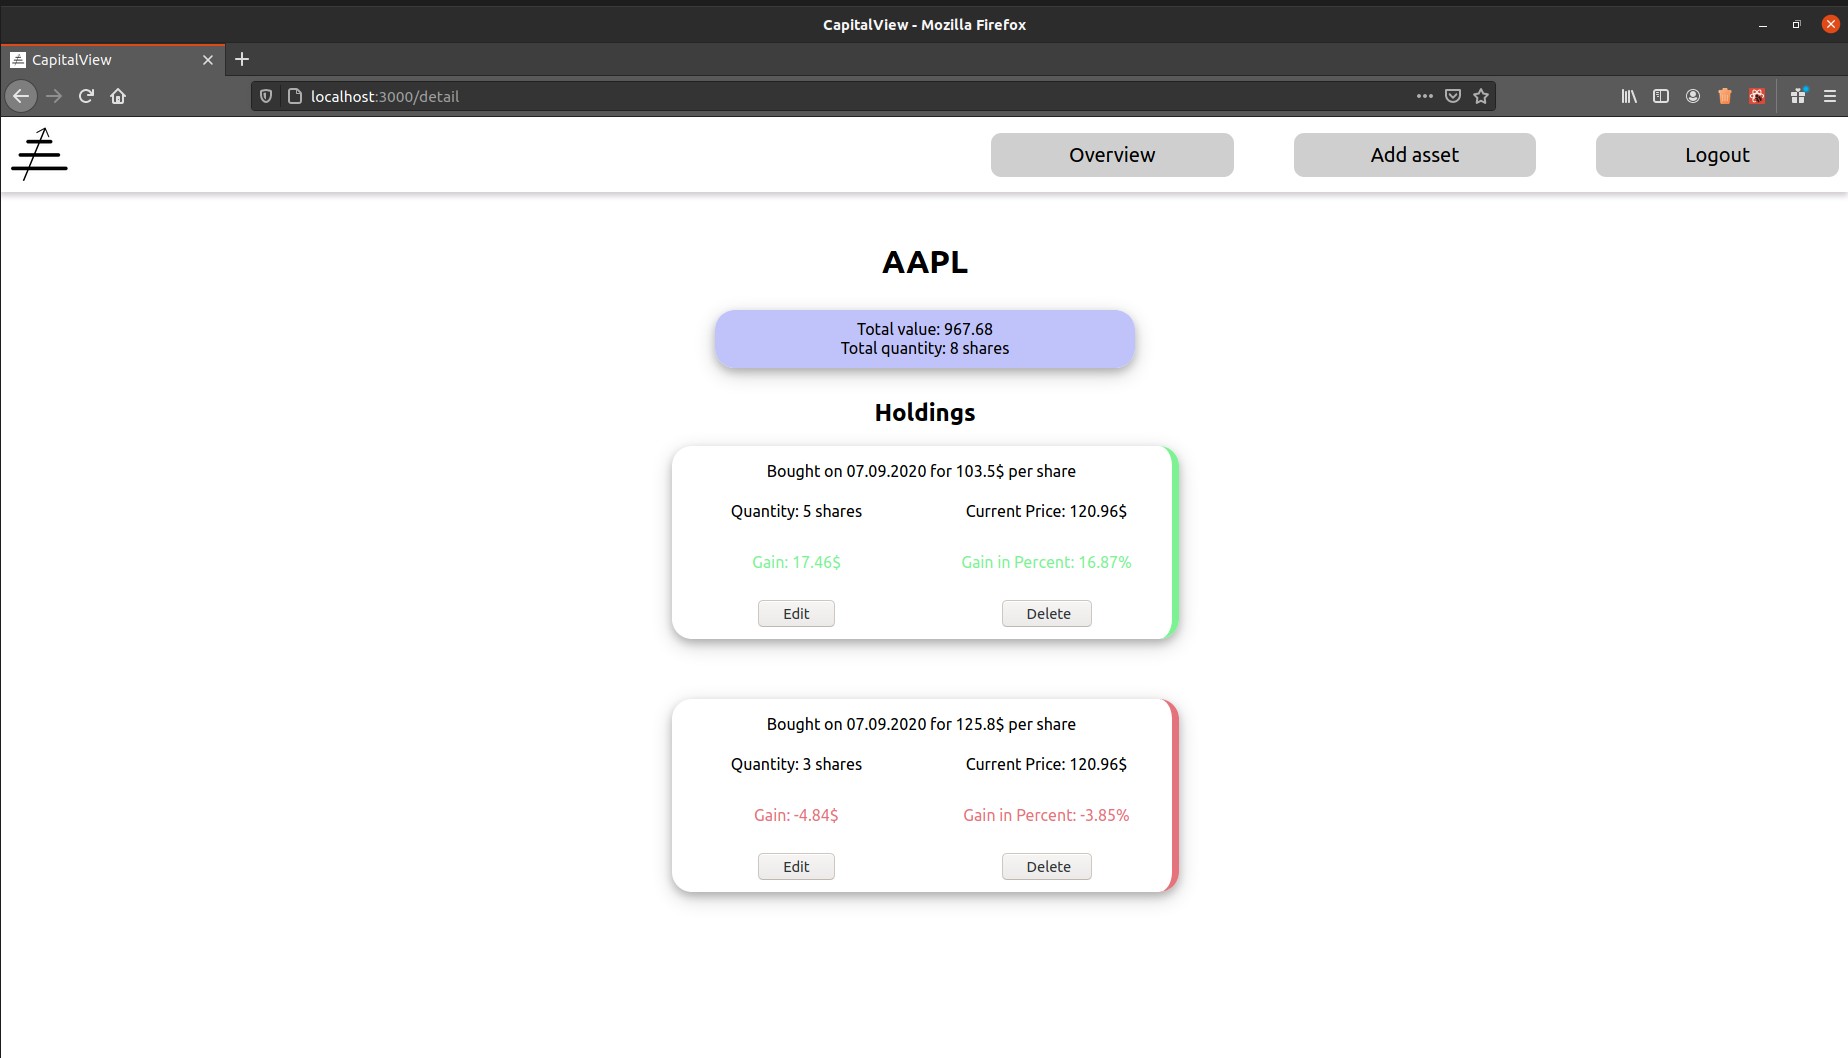 CapitalView - Mozilla Firefox
CapitalView
localhost:3000/detail
Overview Add asset Logout
AAPL
Total value: 967.68
Total quantity: 8 shares
Holdings
Bought on 07.09.2020 for 103.5$ per share
Quantity: 5 shares Current Price: 120.96$
Gain: 17.46$ Gain in Percent: 16.87%
Edit Delete
Bought on 07.09.2020 for 125.8$ per share
Quantity: 3 shares Current Price: 120.96$
Gain: -4.84$ Gain in Percent: -3.85%
Edit Delete